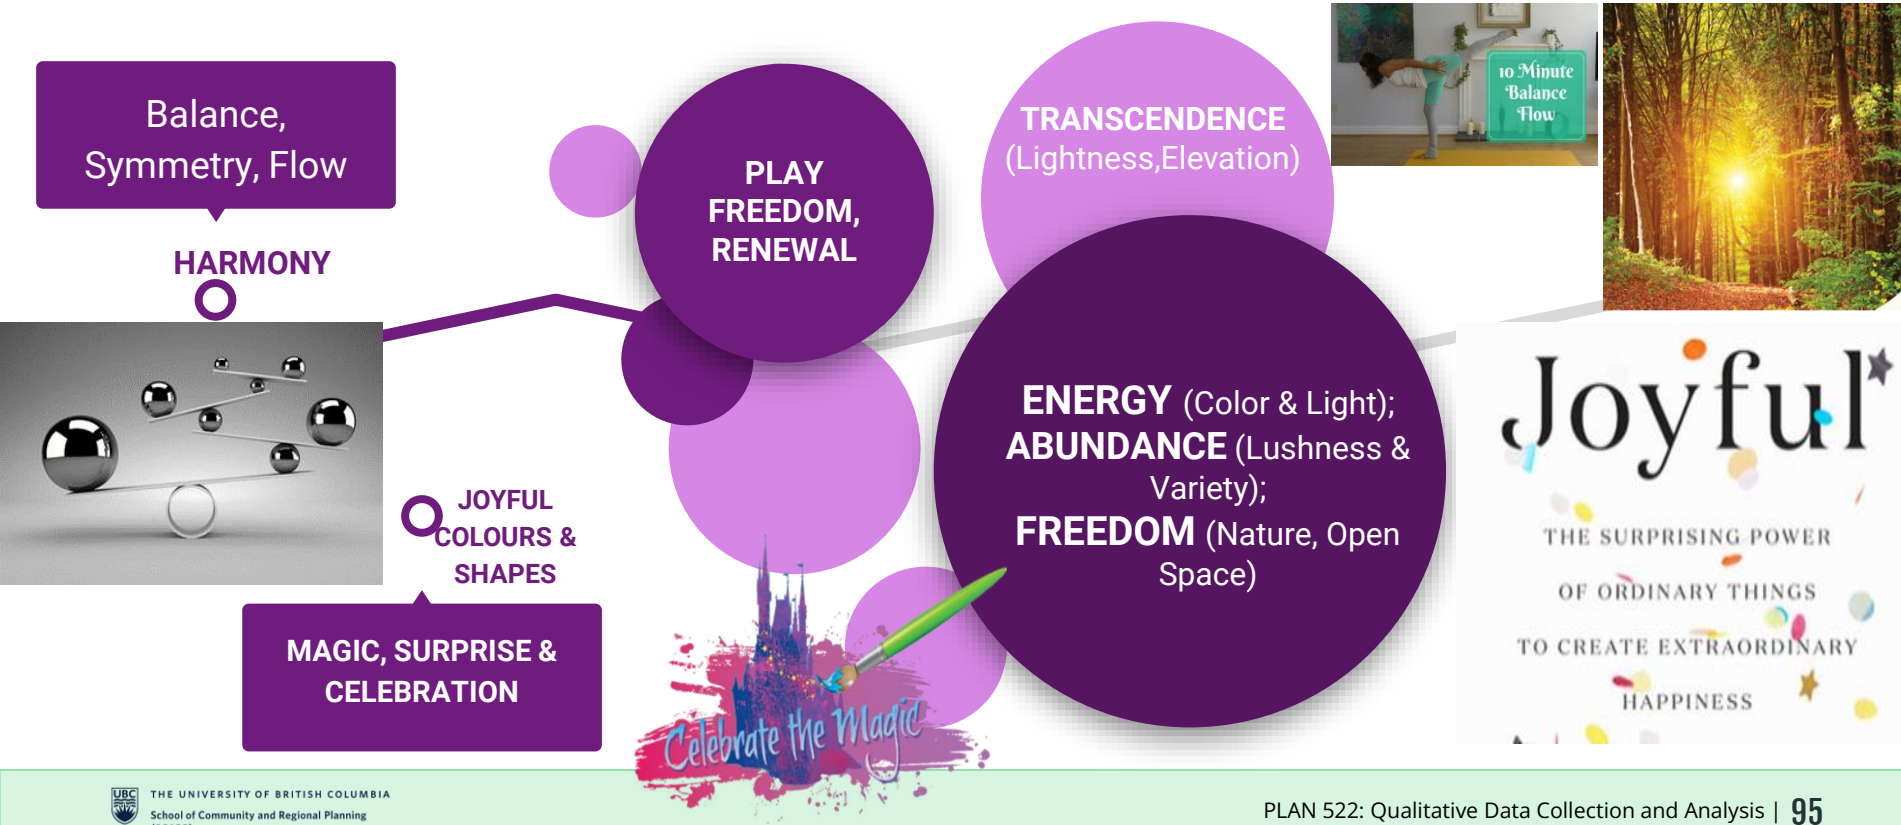 Balance,
Symmetry, Flow
HARMONY
JOYFUL
COLOURS &
SHAPES
MAGIC, SURPRISE &
CELEBRATION
PLAY
FREEDOM,
RENEWAL
TRANSCENDENCE
(Lightness,Elevation)
ENERGY (Color & Light);
ABUNDANCE (Lushness &
Variety);
FREEDOM (Nature, Open
Space)
Celebrate the Magic
10 Minute
Balance
Flow
Joyful
THE SURPRISING POWER
OF ORDINARY THINGS
TO CREATE EXTRAORDINARY
HAPPINESS
UBC
THE UNIVERSITY OF BRITISH COLUMBIA
School of Community and Regional Planning
PLAN 522: Qualitative Data Collection and Analysis | 95